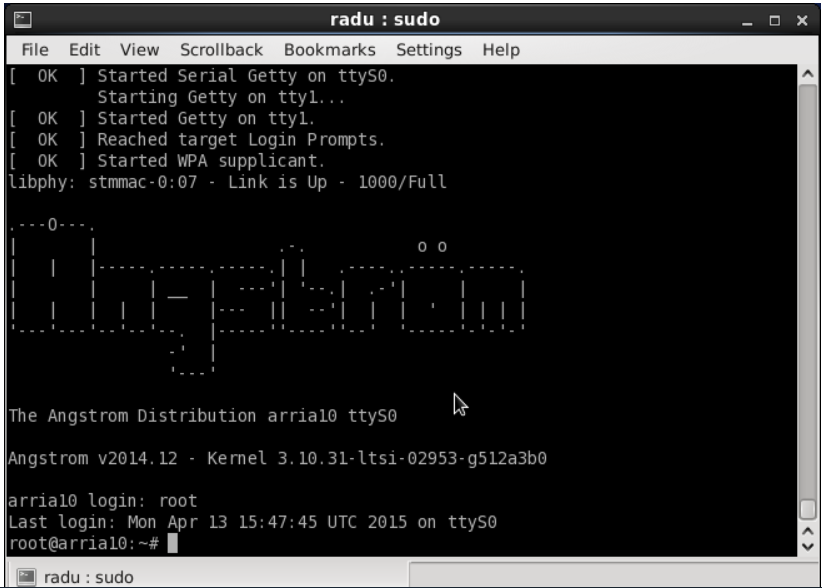 radu : sudo
File Edit View Scrollback Bookmarks Settings Help
[  OK  ] Started Serial Getty on ttyS0.
         Starting Getty on tty1...
[  OK  ] Started Getty on tty1.
[  OK  ] Reached target Login Prompts.
[  OK  ] Started WPA supplicant.
libphy: stmmac-0:07 - Link is Up - 1000/Full
Angstrom
The Angstrom Distribution arria10 ttyS0
Angstrom v2014.12 - Kernel 3.10.31-ltsi-02953-g512a3b0
arria10 login: root
Last login: Mon Apr 13 15:47:45 UTC 2015 on ttyS0
root@arria10:~#
radu : sudo